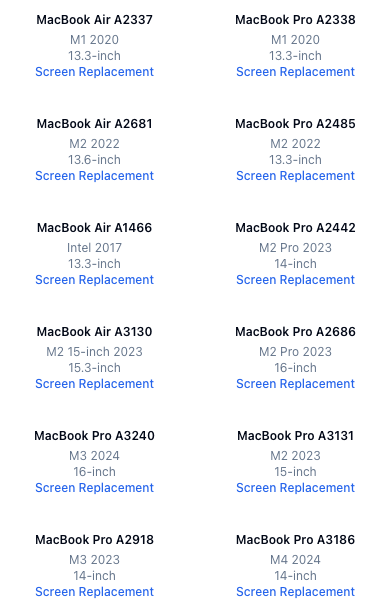 MacBook Air A2337
M1 2020
13.3-inch
Screen Replacement
MacBook Pro A2338
M1 2020
13.3-inch
Screen Replacement
MacBook Air A2681
M2 2022
13.6-inch
Screen Replacement
MacBook Pro A2485
M2 2022
13.3-inch
Screen Replacement
MacBook Air A1466
Intel 2017
13.3-inch
Screen Replacement
MacBook Pro A2442
M2 Pro 2023
14-inch
Screen Replacement
MacBook Air A3130
M2 15-inch 2023
15.3-inch
Screen Replacement
MacBook Pro A2686
M2 Pro 2023
16-inch
Screen Replacement
MacBook Pro A3240
M3 2024
16-inch
Screen Replacement
MacBook Pro A3131
M2 2023
15-inch
Screen Replacement
MacBook Pro A2918
M3 2023
14-inch
Screen Replacement
MacBook Pro A3186
M4 2024
14-inch
Screen Replacement